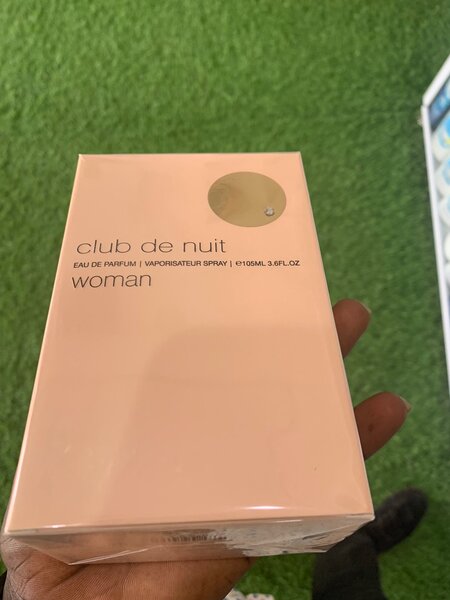 club de nuit
EAU DE PARFUM | VAPORISATEUR SPRAY | ℮105ML 3.6FL.OZ
woman